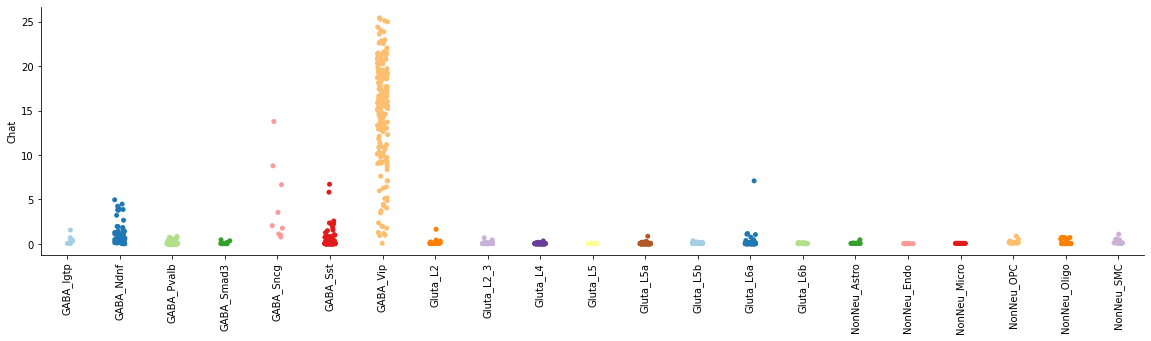 25
20
15
10
5
0
Chat
GABA_Igtp
GABA_Ndnf
GABA_Pvalb
GABA_Smad3
GABA_Sncg
GABA_Sst
GABA_Vip
Gluta_L2
Gluta_L2_3
Gluta_L4
Gluta_L5
Gluta_L5a
Gluta_L5b
Gluta_L6a
Gluta_L6b
NonNeu_Astro
NonNeu_Endo
NonNeu_Micro
NonNeu_OPC
NonNeu_Oligo
NonNeu_SMC